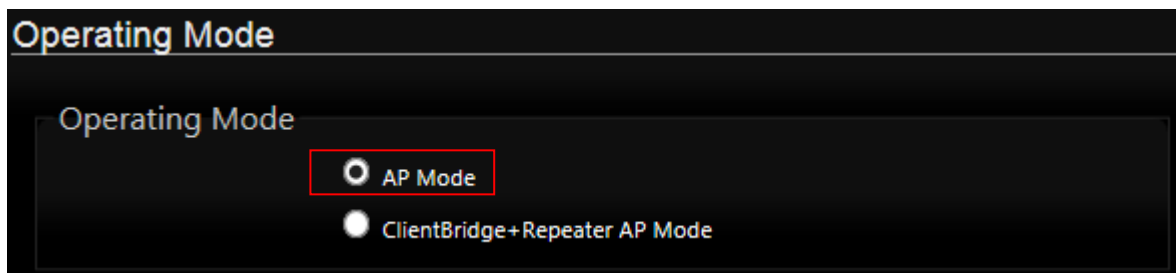 Operating Mode
Operating Mode
AP Mode
ClientBridge+Repeater AP Mode